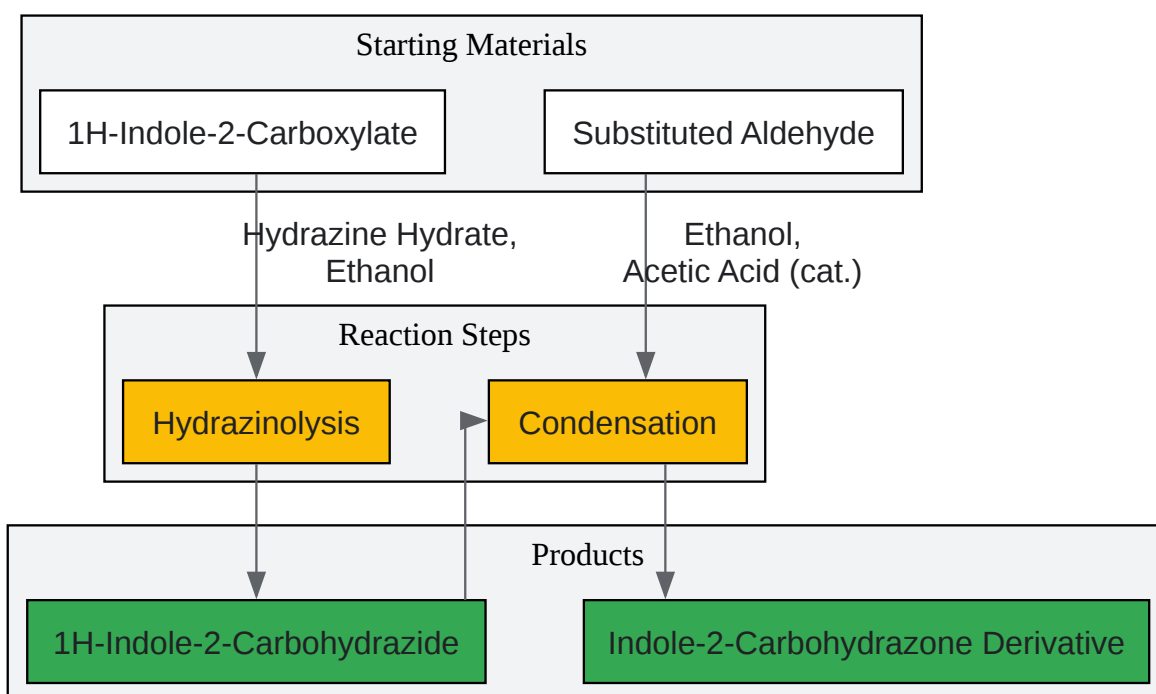 Starting Materials
1H-Indole-2-Carboxylate
Substituted Aldehyde
Hydrazine Hydrate,
Ethanol
Ethanol,
Acetic Acid (cat.)
Reaction Steps
Hydrazinolysis
Condensation
Products
1H-Indole-2-Carbohydrazide
Indole-2-Carbohydrazone Derivative